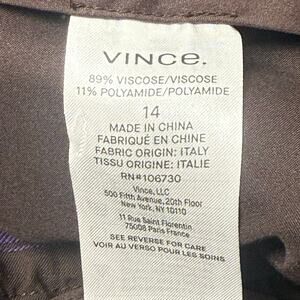 VINCE.
89% VISCOSE/VISCOSE
11% POLYAMIDE/POLYAMIDE
14
MADE IN CHINA
FABRIQUÉ EN CHINE
FABRIC ORIGIN: ITALY
TISSU ORIGINE: ITALIE
RN#106730
Vince, LLC
500 Fifth Avenue, 20th Floor
New York, NY 10110
11 Rue Saint Florentin
75008 Paris France
SEE REVERSE FOR CARE
VOIR AU VERSO POUR LES SOINS